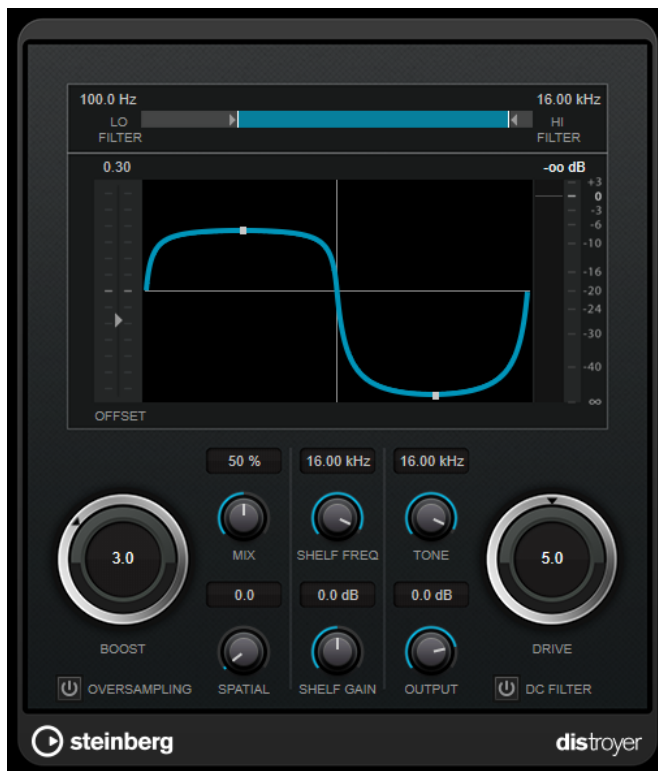 100.0 Hz 16.00 kHz
LO HI
FILTER FILTER
0.30 -oo dB
+3
0
-3
-6
-10
-16
-20
-24
-30
-40
∞
OFFSET
50 % 16.00 kHz 16.00 kHz
3.0 5.0
MIX SHELF FREQ TONE
0.0 0.0 dB 0.0 dB
BOOST DRIVE
OVERSAMPLING SPATIAL SHELF GAIN OUTPUT DC FILTER
steinberg distroyer